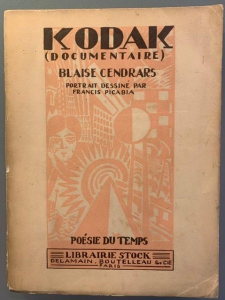 KODAK
(DOCUMENTAIRE)
BLAISE CENDRARS
PORTRAIT DESSINÉ PAR
FRANCIS PICABIA
POÉSIE DU TEMPS
LIBRAIRIE STOCK
DELAMAIN, BOUTELLEAU & CIE
PARIS